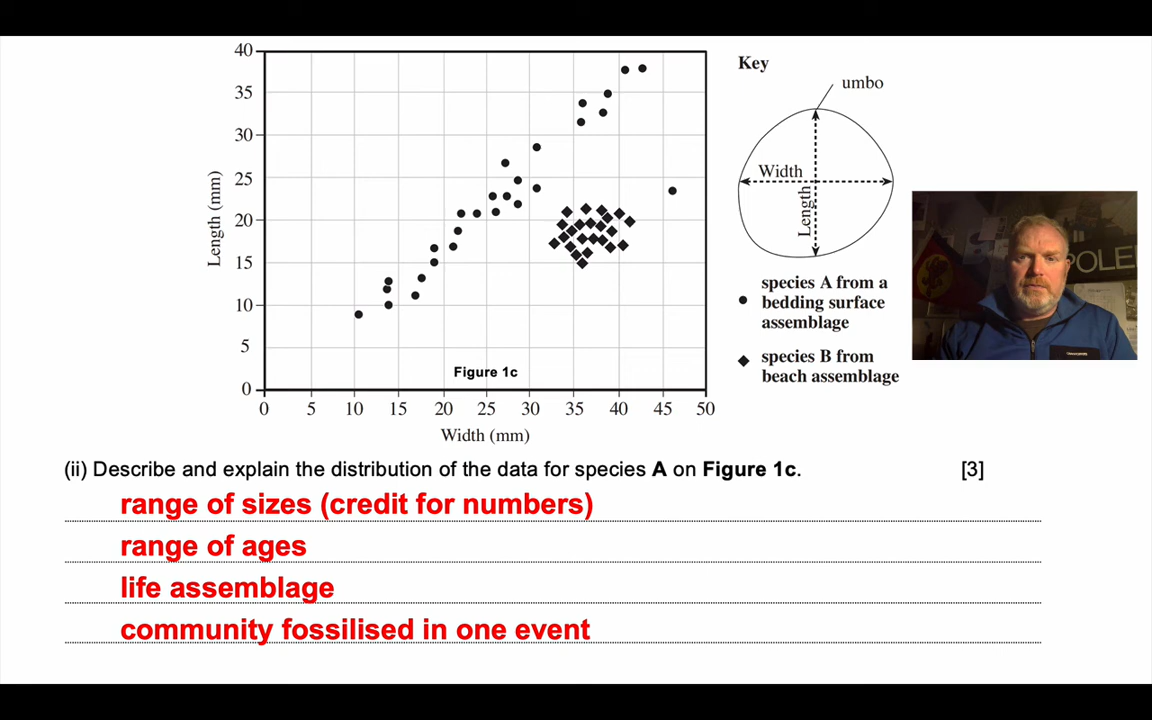 40
Key
umbo
35
30
Width
25
Length
Length (mm)
20
POLE
15
species A from a
bedding surface
assemblage
10
5
species B from
beach assemblage
Figure 1c
0
0 5 10 15 20 25 30 35 40 45 50
Width (mm)
(ii) Describe and explain the distribution of the data for species A on Figure 1c. [3]
range of sizes (credit for numbers)
range of ages
life assemblage
community fossilised in one event